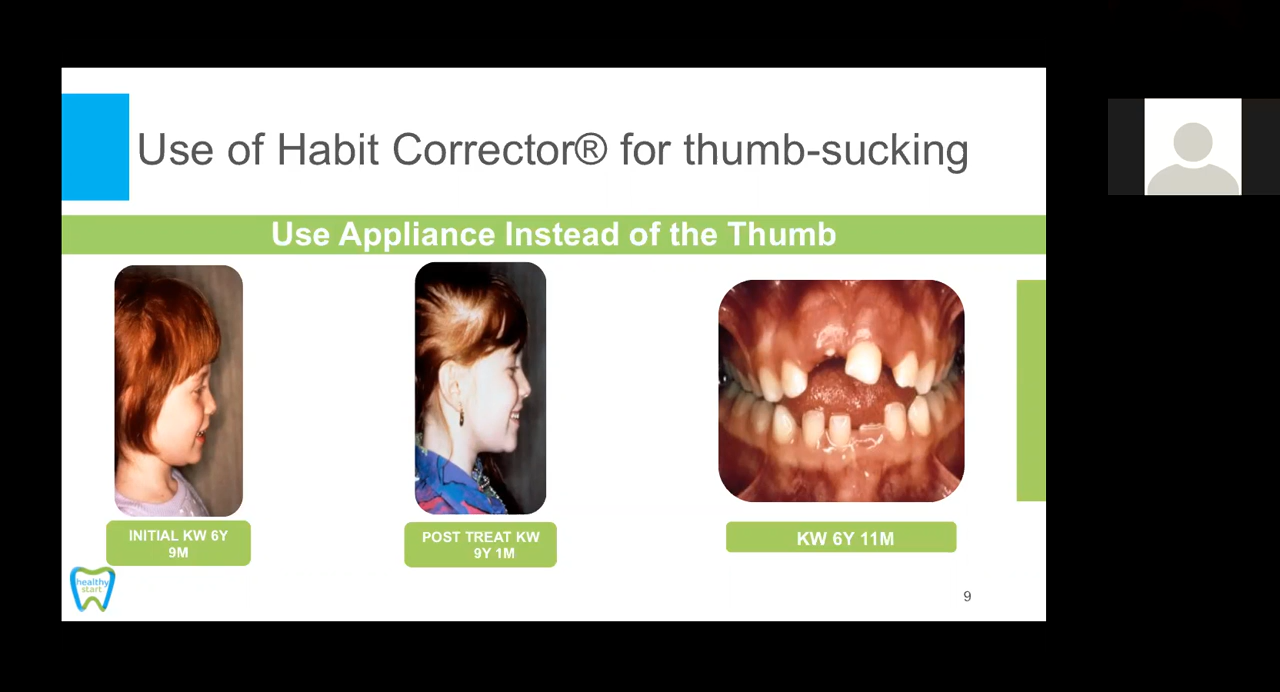 Use of Habit Corrector® for thumb-sucking
Use Appliance Instead of the Thumb
INITIAL KW 6Y
9M
POST TREAT KW
9Y 1M
KW 6Y 11M
healthy
start
9